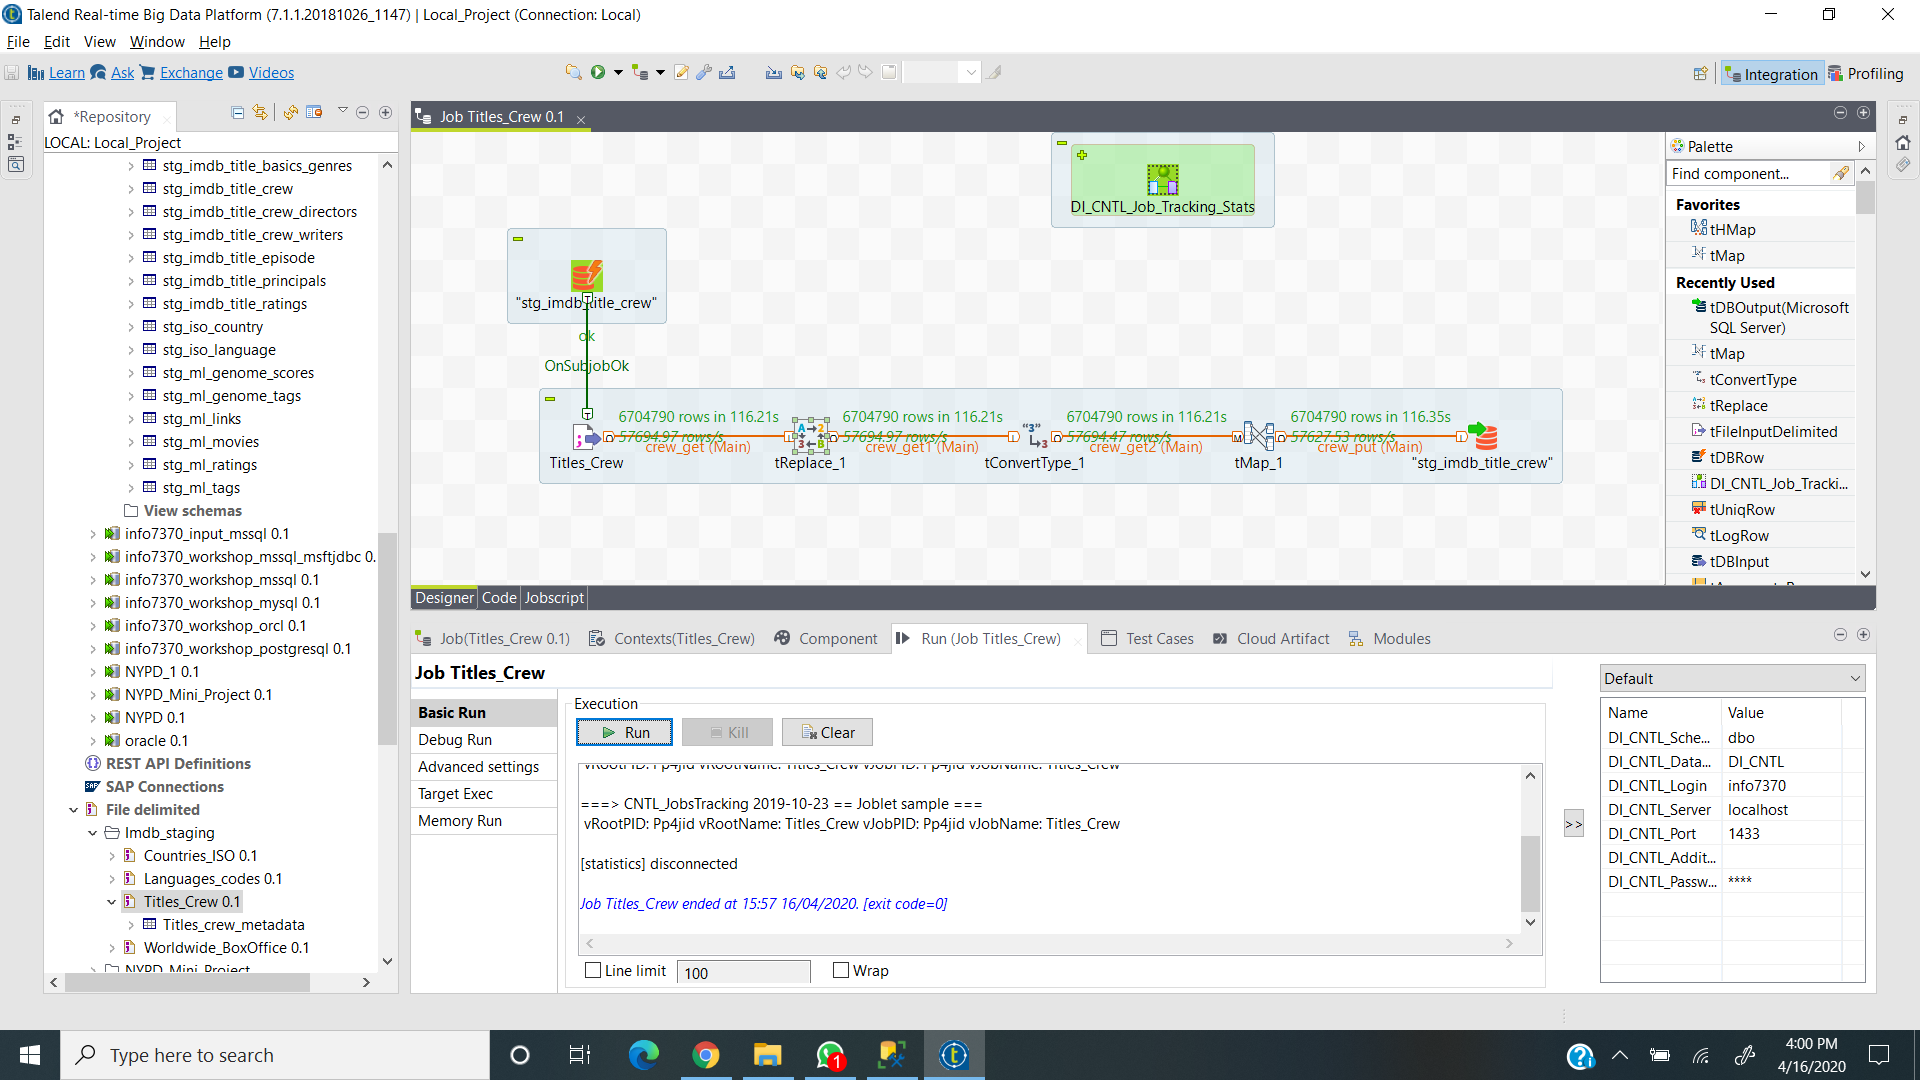 Talend Real-time Big Data Platform (7.1.1.20181026_1147) | Local_Project (Connection: Local)
File Edit View Window Help
Learn Ask Exchange Videos
Integration Profiling
*Repository
LOCAL: Local_Project
stg_imdb_title_basics_genres
stg_imdb_title_crew
stg_imdb_title_crew_directors
stg_imdb_title_crew_writers
stg_imdb_title_episode
stg_imdb_title_principals
stg_imdb_title_ratings
stg_iso_country
stg_iso_language
stg_ml_genome_scores
stg_ml_genome_tags
stg_ml_links
stg_ml_movies
stg_ml_ratings
stg_ml_tags
View schemas
info7370_input_mssql 0.1
info7370_workshop_mssql_msftjdbc 0.
info7370_workshop_mssql 0.1
info7370_workshop_mysql 0.1
info7370_workshop_orcl 0.1
info7370_workshop_postgresql 0.1
NYPD_1 0.1
NYPD_Mini_Project 0.1
NYPD 0.1
oracle 0.1
REST API Definitions
SAP Connections
File delimited
Imdb_staging
Countries_ISO 0.1
Languages_codes 0.1
Titles_Crew 0.1
Titles_crew_metadata
Worldwide_BoxOffice 0.1
NYPD_Mini_Project
Job Titles_Crew 0.1
DI_CNTL_Job_Tracking_Stats
"stg_imdb_title_crew"
ok
OnSubjobOk
6704790 rows in 116.21s 6704790 rows in 116.21s 6704790 rows in 116.21s 6704790 rows in 116.35s
57694.97 rows/s 57694.97 rows/s 57694.47 rows/s 57627.53 rows/s
crew_get (Main) crew_get1 (Main) crew_get2 (Main) crew_put (Main)
Titles_Crew tReplace_1 tConvertType_1 tMap_1 "stg_imdb_title_crew"
Designer Code Jobscript
Palette
Find component...
Favorites
tHMap
tMap
Recently Used
tDBOutput(Microsoft
SQL Server)
tMap
tConvertType
tReplace
tFileInputDelimited
tDBRow
DI_CNTL_Job_Tracki...
tUniqRow
tLogRow
tDBInput
Job(Titles_Crew 0.1) Contexts(Titles_Crew) Component Run (Job Titles_Crew) Test Cases Cloud Artifact Modules
Job Titles_Crew
Basic Run
Debug Run
Advanced settings
Target Exec
Memory Run
Execution
Run Kill Clear
vRootPID: Pp4jid vRootName: Titles_Crew vJobPID: Pp4jid vJobName: Titles_Crew
===> CNTL_JobsTracking 2019-10-23 == Joblet sample ===
vRootPID: Pp4jid vRootName: Titles_Crew vJobPID: Pp4jid vJobName: Titles_Crew
[statistics] disconnected
Job Titles_Crew ended at 15:57 16/04/2020. [exit code=0]
Line limit 100 Wrap
>>
Default
Name Value
DI_CNTL_Sche... dbo
DI_CNTL_Data... DI_CNTL
DI_CNTL_Login info7370
DI_CNTL_Server localhost
DI_CNTL_Port 1433
DI_CNTL_Addit...
DI_CNTL_Passw... ****
Type here to search
1
4:00 PM
4/16/2020